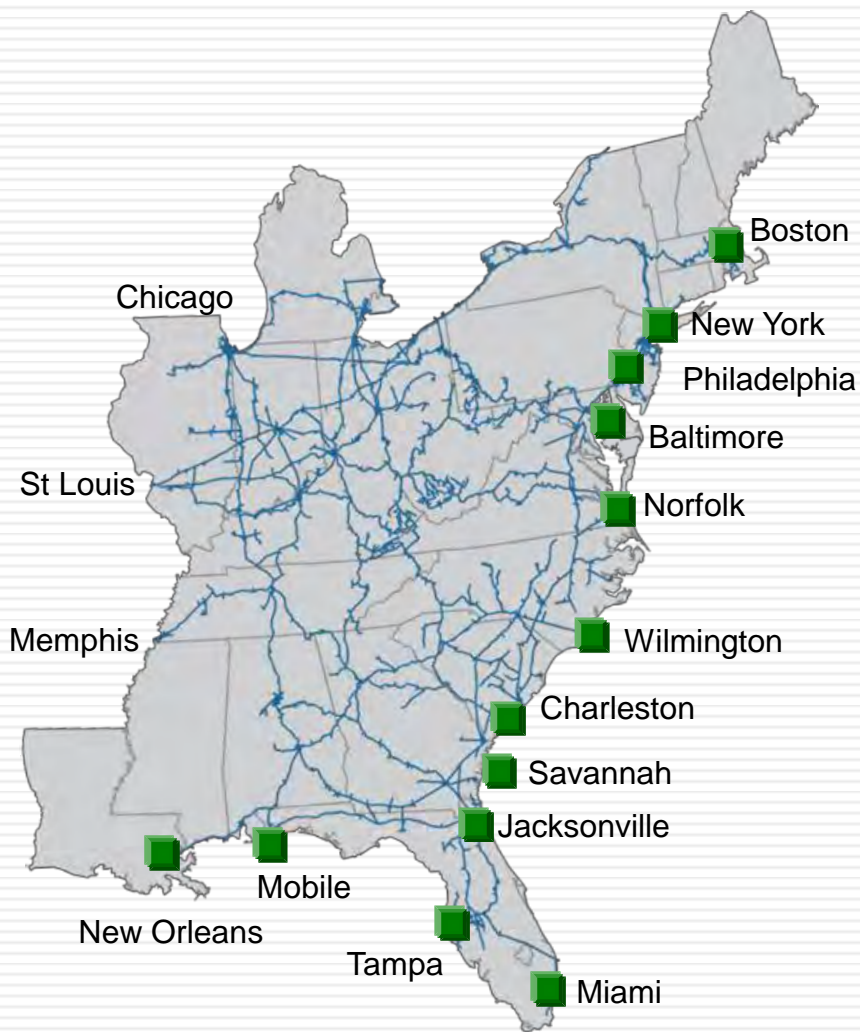 Boston
Chicago
New York
Philadelphia
Baltimore
St Louis
Norfolk
Memphis
Wilmington
Charleston
Savannah
Jacksonville
Mobile
New Orleans
Tampa
Miami